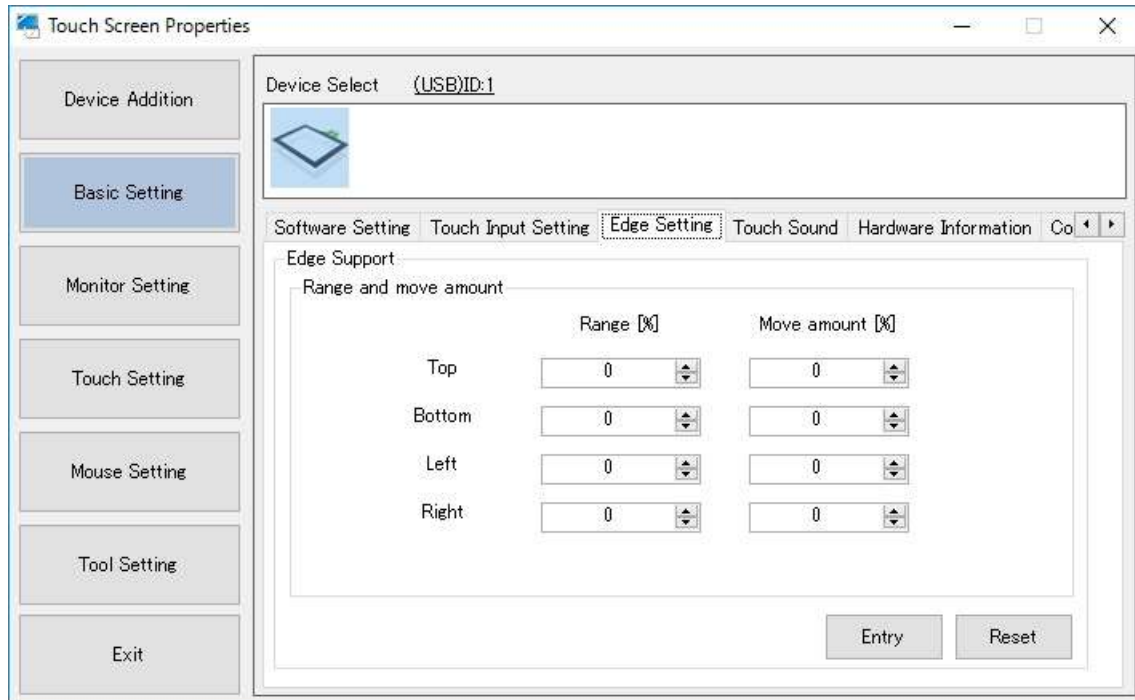 Touch Screen Properties
Device Addition
Basic Setting
Monitor Setting
Touch Setting
Mouse Setting
Tool Setting
Exit
Device Select (USB)ID:1
Software Setting Touch Input Setting Edge Setting Touch Sound Hardware Information Co
Edge Support
Range and move amount
Range [%] Move amount [%]
Top 0 0
Bottom 0 0
Left 0 0
Right 0 0
Entry Reset